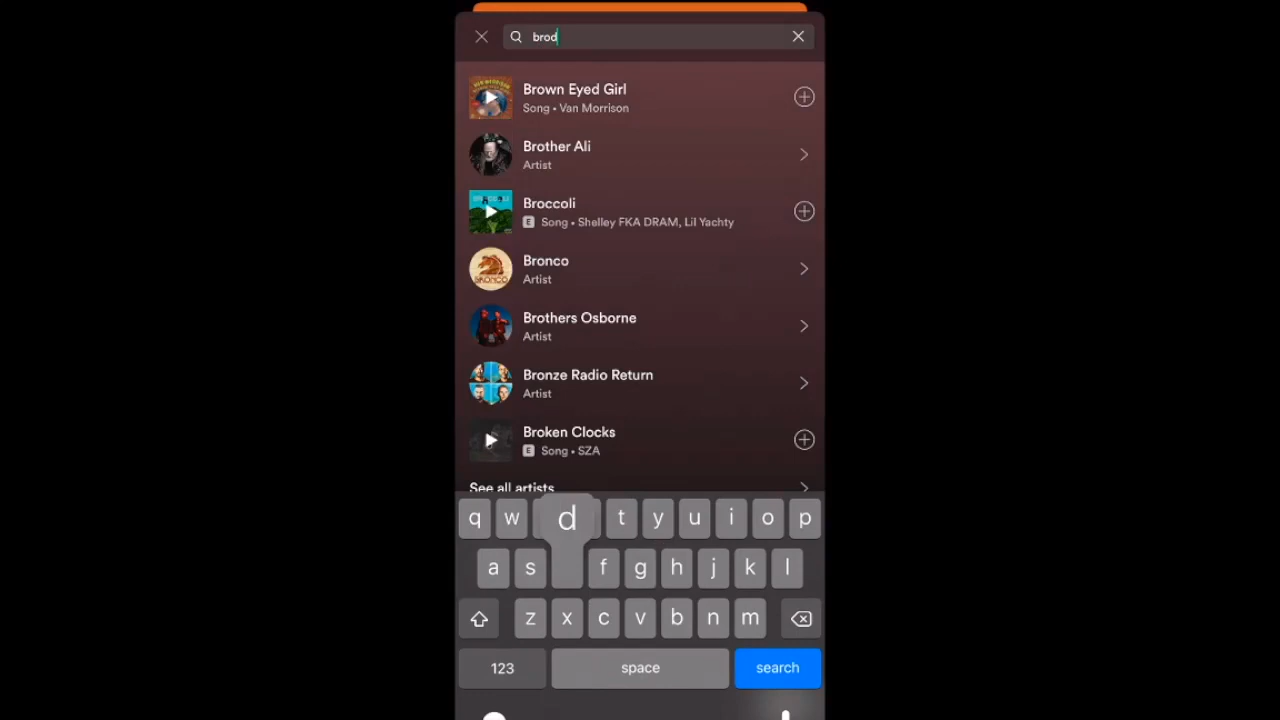 brod
Brown Eyed Girl
Song • Van Morrison
Brother Ali
Artist
Broccoli
E Song • Shelley FKA DRAM, Lil Yachty
Bronco
Artist
Brothers Osborne
Artist
Bronze Radio Return
Artist
Broken Clocks
E Song • SZA
See all artists
q w d t y u i o p
a s f g h j k l
z x c v b n m
123 space search